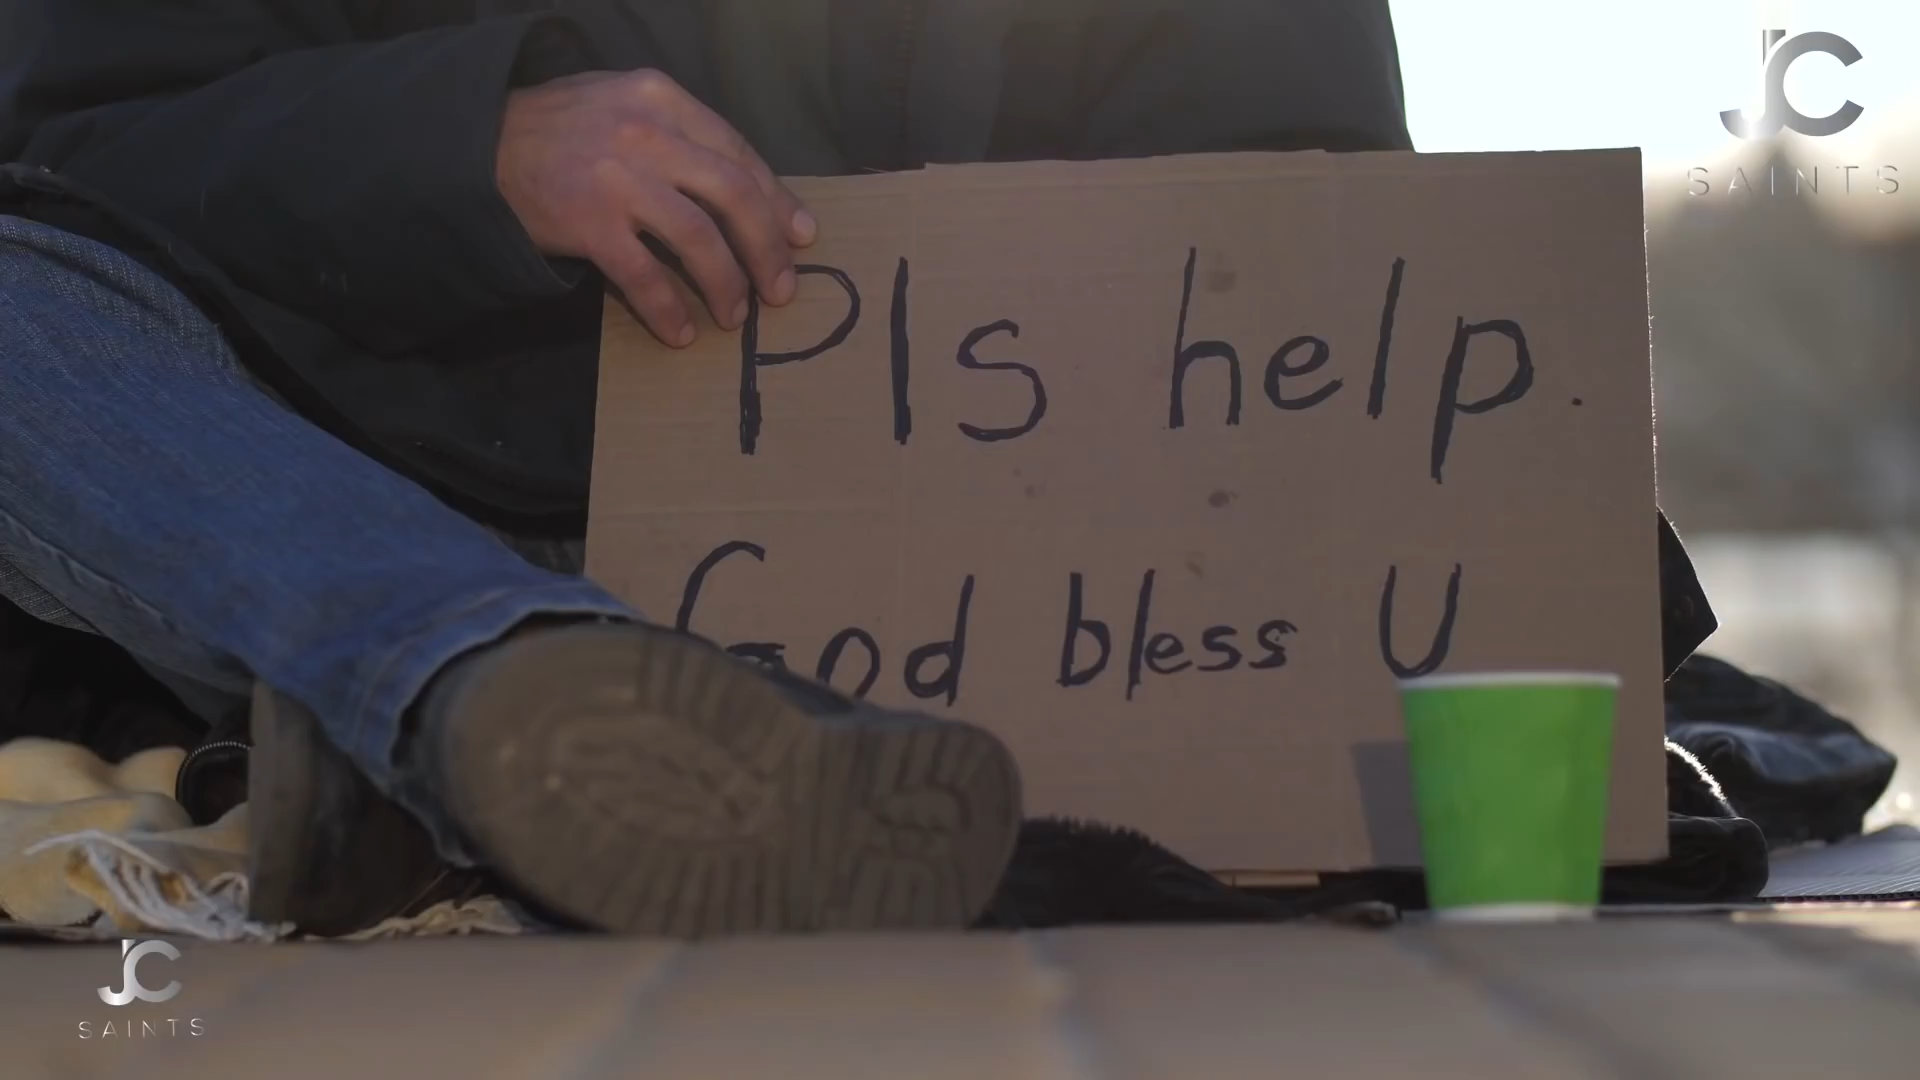 JC
SAINTS
Pls help.
God bless U
JC
SAINTS